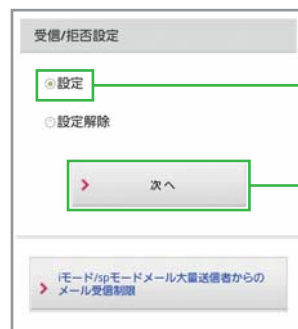 受信/拒否設定
設定
設定解除
次へ
iモード/spモードメール大量送信者からの
メール受信制限